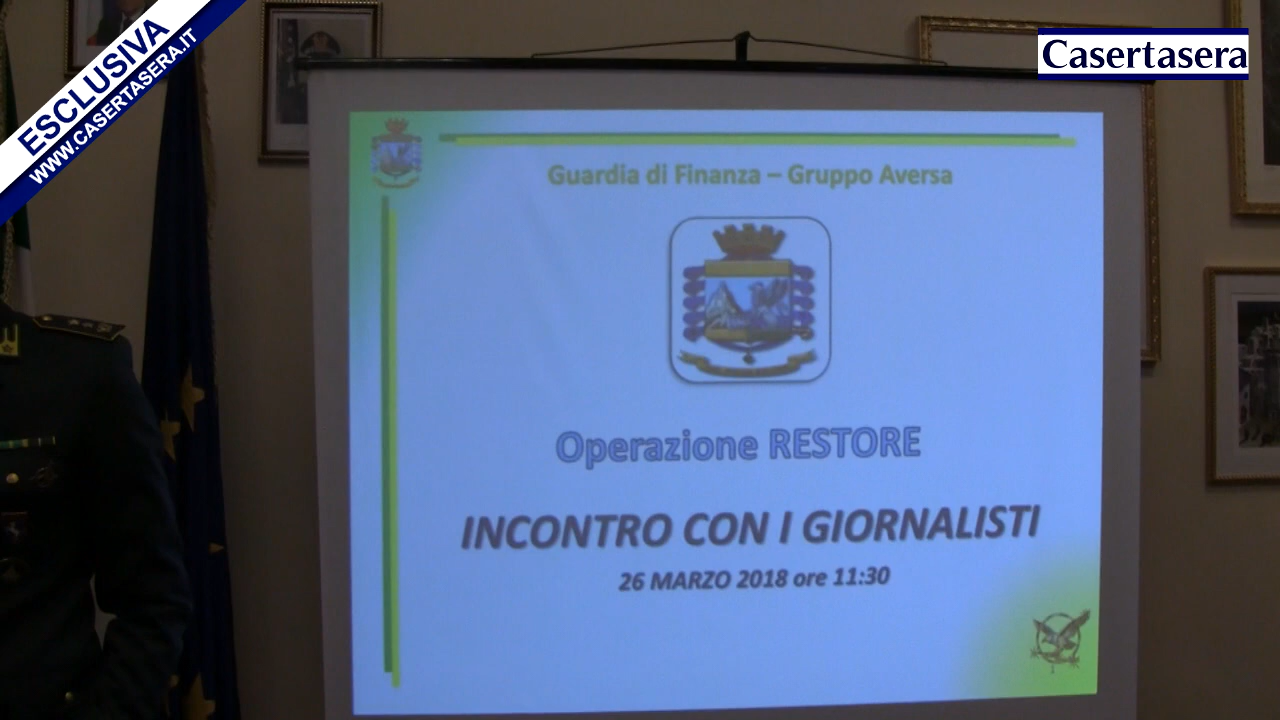 ESCLUSIVA
WWW.CASERTASERA.IT
Casertasera
Guardia di Finanza – Gruppo Aversa
Operazione RESTORE
INCONTRO CON I GIORNALISTI
26 MARZO 2018 ore 11:30